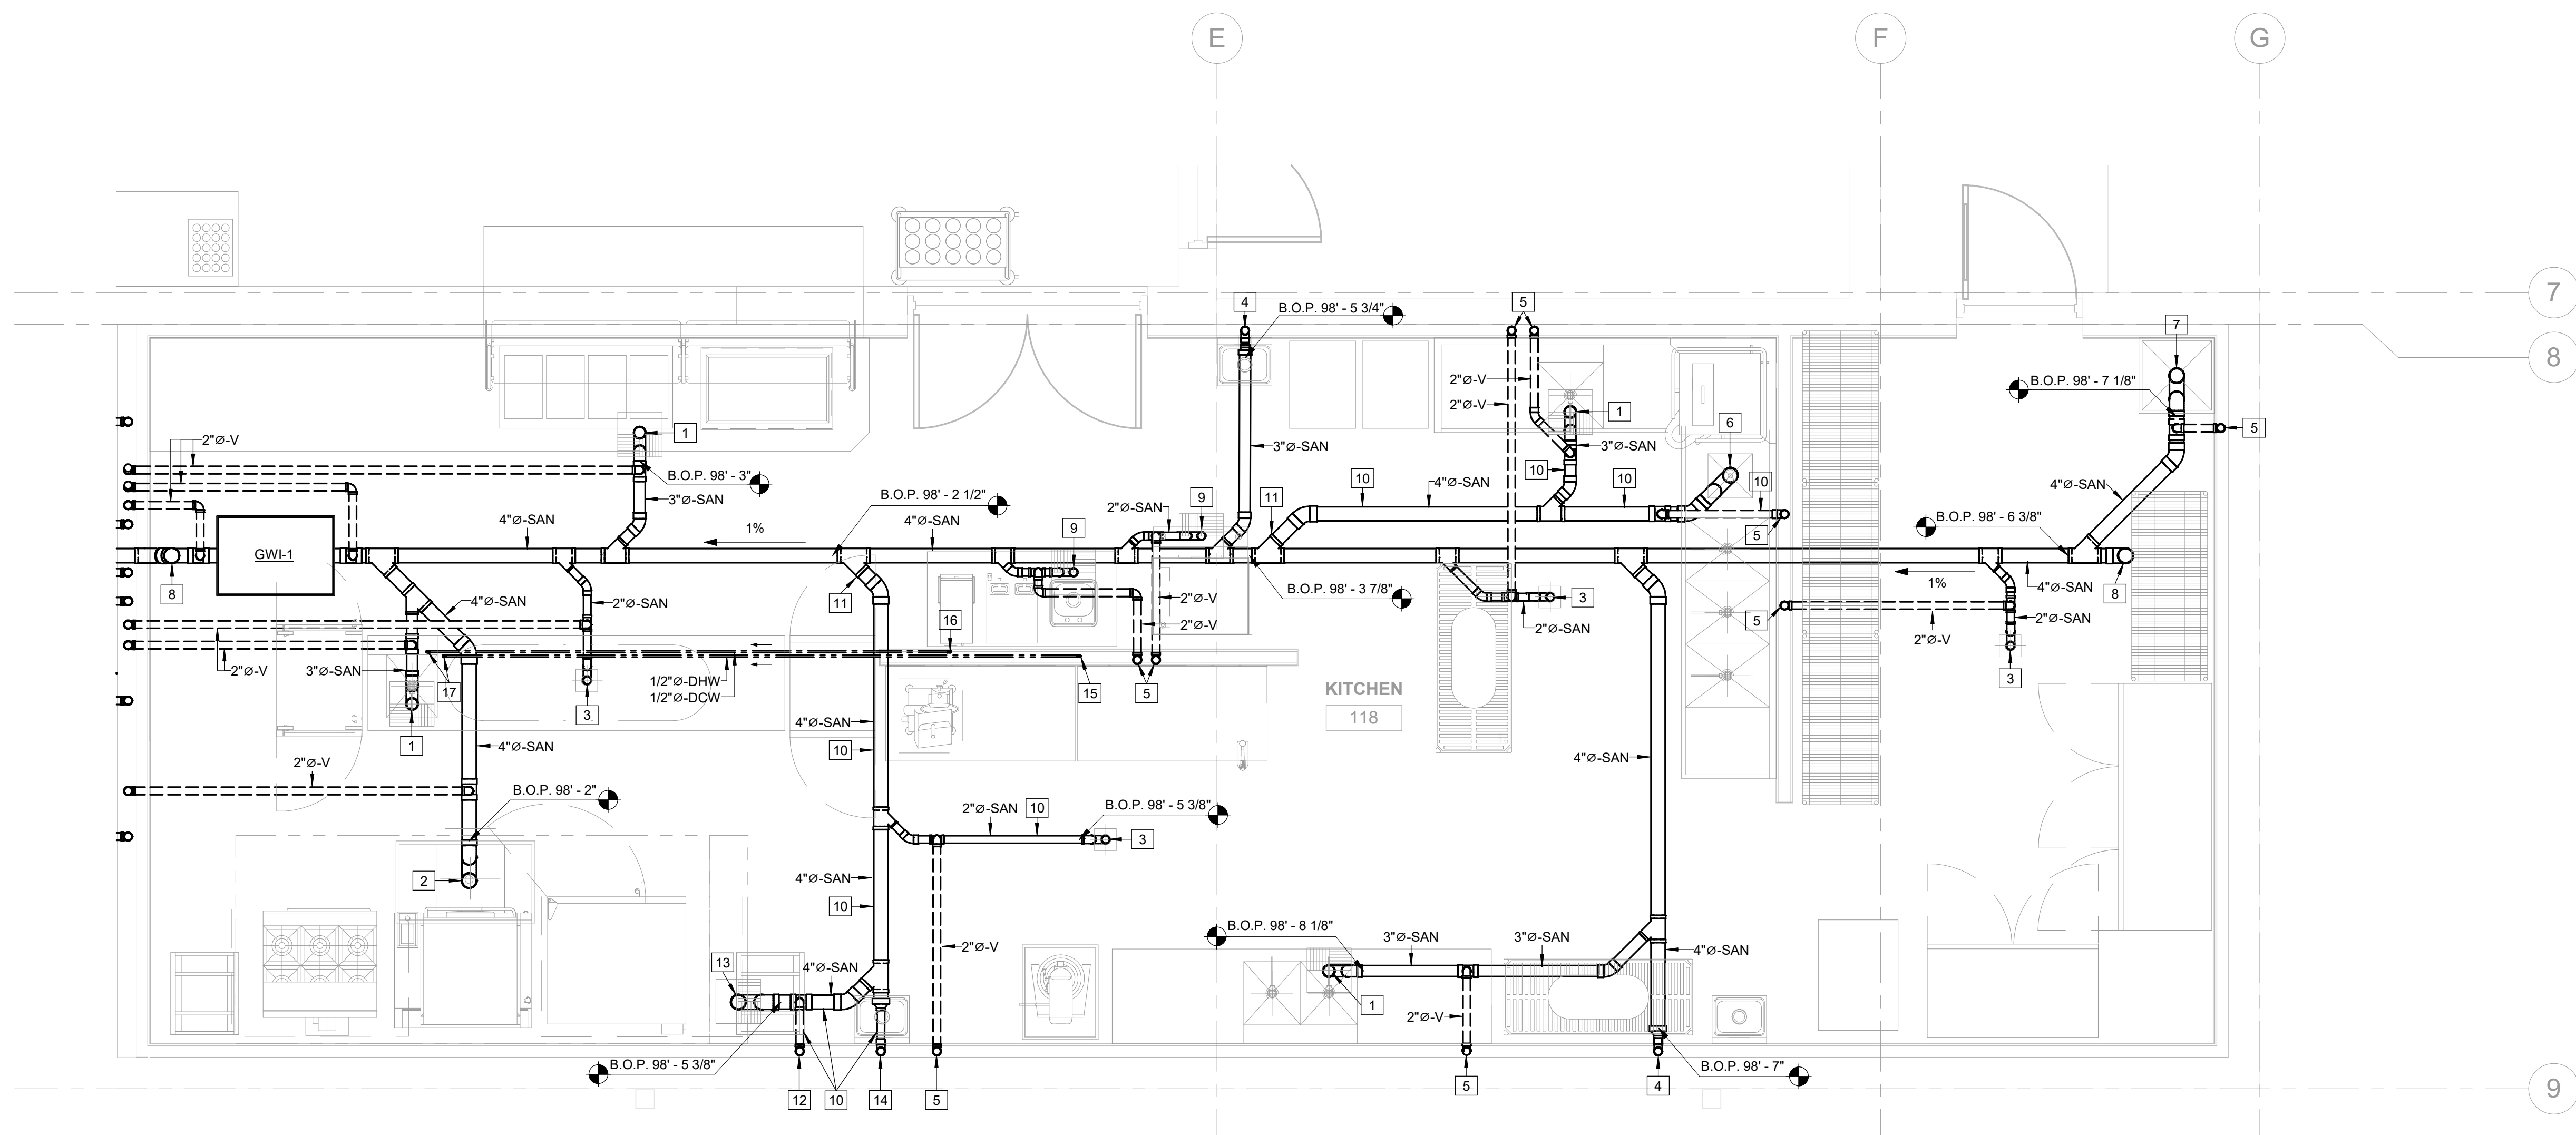 E
F
G
7
8
9
4
B.O.P. 98' - 5 3/4"
5
7
B.O.P. 98' - 7 1/8"
2"Ø-V
2"Ø-V
1
1
6
5
2"Ø-V
3"Ø-SAN
3"Ø-SAN
B.O.P. 98' - 3"
10
10
10
10
4"Ø-SAN
4"Ø-SAN
3"Ø-SAN
B.O.P. 98' - 2 1/2"
9
2"Ø-SAN
11
5
4"Ø-SAN
1%
4"Ø-SAN
B.O.P. 98' - 6 3/8"
9
GWI-1
8
4"Ø-SAN
2"Ø-SAN
11
B.O.P. 98' - 3 7/8"
3
1%
4"Ø-SAN
8
2"Ø-V
2"Ø-V
2"Ø-SAN
5
2"Ø-SAN
2"Ø-V
16
2"Ø-V
3"Ø-SAN
17
1/2"Ø-DHW
1/2"Ø-DCW
15
5
3
3
KITCHEN
118
1
4"Ø-SAN
4"Ø-SAN
10
4"Ø-SAN
2"Ø-V
B.O.P. 98' - 2"
2"Ø-SAN
10
B.O.P. 98' - 5 3/8"
3
2
4"Ø-SAN
10
B.O.P. 98' - 8 1/8"
3"Ø-SAN
3"Ø-SAN
4"Ø-SAN
2"Ø-V
13
4"Ø-SAN
1
2"Ø-V
B.O.P. 98' - 5 3/8"
B.O.P. 98' - 7"
12
10
14
5
5
4